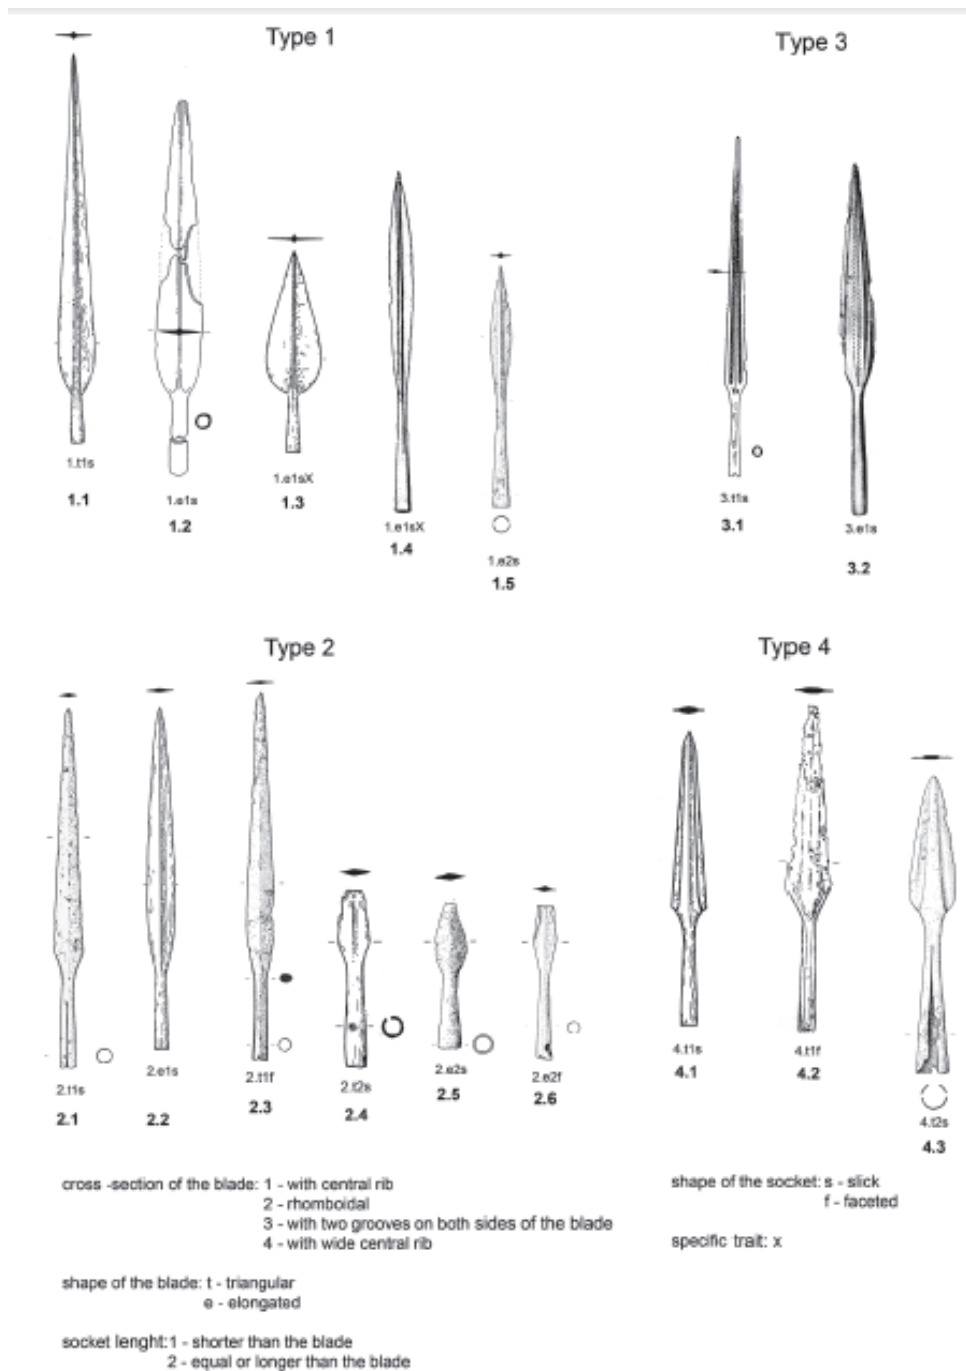 Type 1
Type 3
1.t1s
1.1
1.e1s
1.2
1.e1sX
1.3
1.e1sX
1.4
1.e2s
1.5
3.t1s
3.1
3.e1s
3.2
Type 2
Type 4
2.t1s
2.1
2.e1s
2.2
2.t1f
2.3
2.t2s
2.4
2.e2s
2.5
2.e2f
2.6
4.t1s
4.1
4.t1f
4.2
4.t2s
4.3
cross -section of the blade: 1 - with central rib
2 - rhomboidal
3 - with two grooves on both sides of the blade
4 - with wide central rib
shape of the blade: t - triangular
e - elongated
socket lenght: 1 - shorter than the blade
2 - equal or longer than the blade
shape of the socket: s - slick
f - faceted
specific trait: x